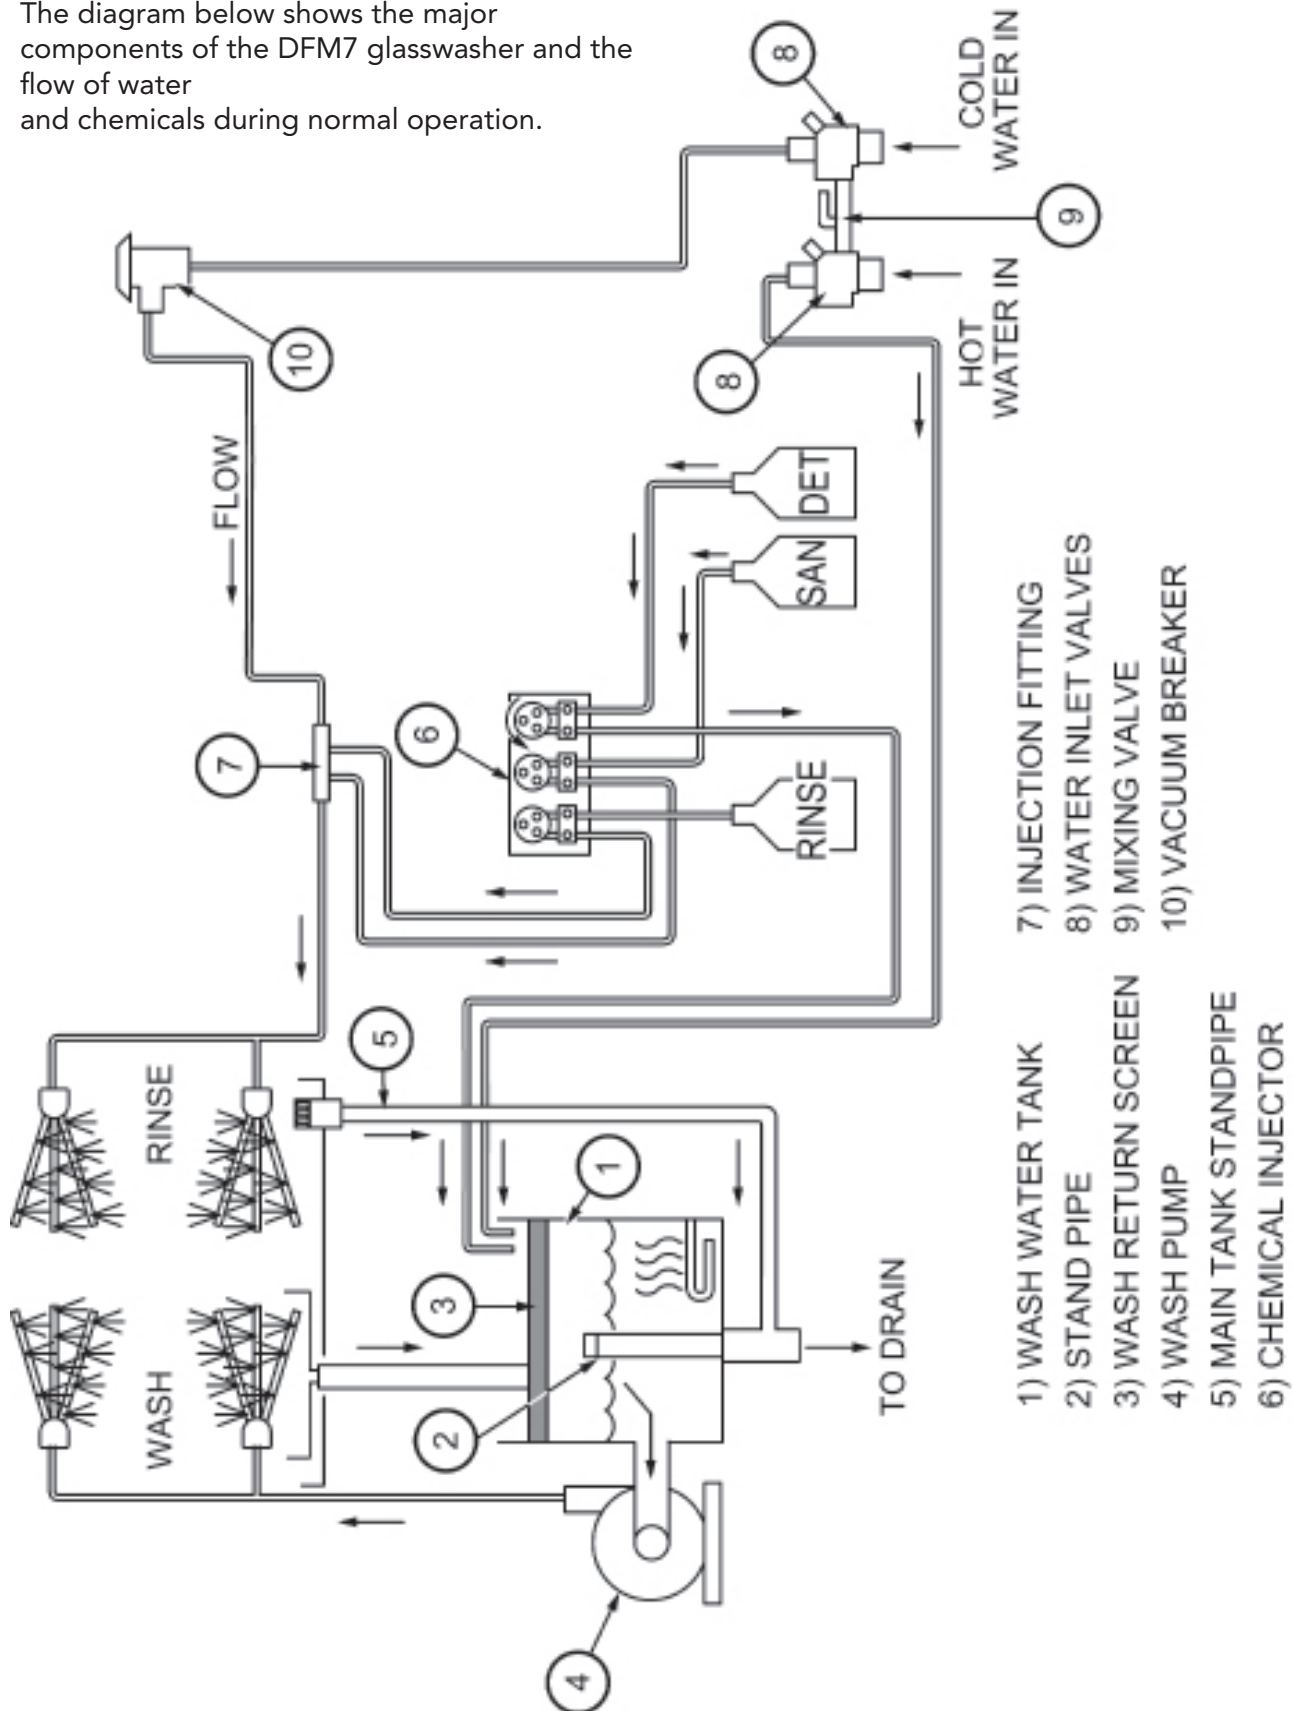 The diagram below shows the major
components of the DFM7 glasswasher and the
flow of water
and chemicals during normal operation.
WASH
RINSE
FLOW
10
7
6
5
8
8
9
3
1
2
4
RINSE
SAN
DET
HOT
WATER IN
COLD
WATER IN
TO DRAIN
1) WASH WATER TANK
2) STAND PIPE
3) WASH RETURN SCREEN
4) WASH PUMP
5) MAIN TANK STANDPIPE
6) CHEMICAL INJECTOR
7) INJECTION FITTING
8) WATER INLET VALVES
9) MIXING VALVE
10) VACUUM BREAKER